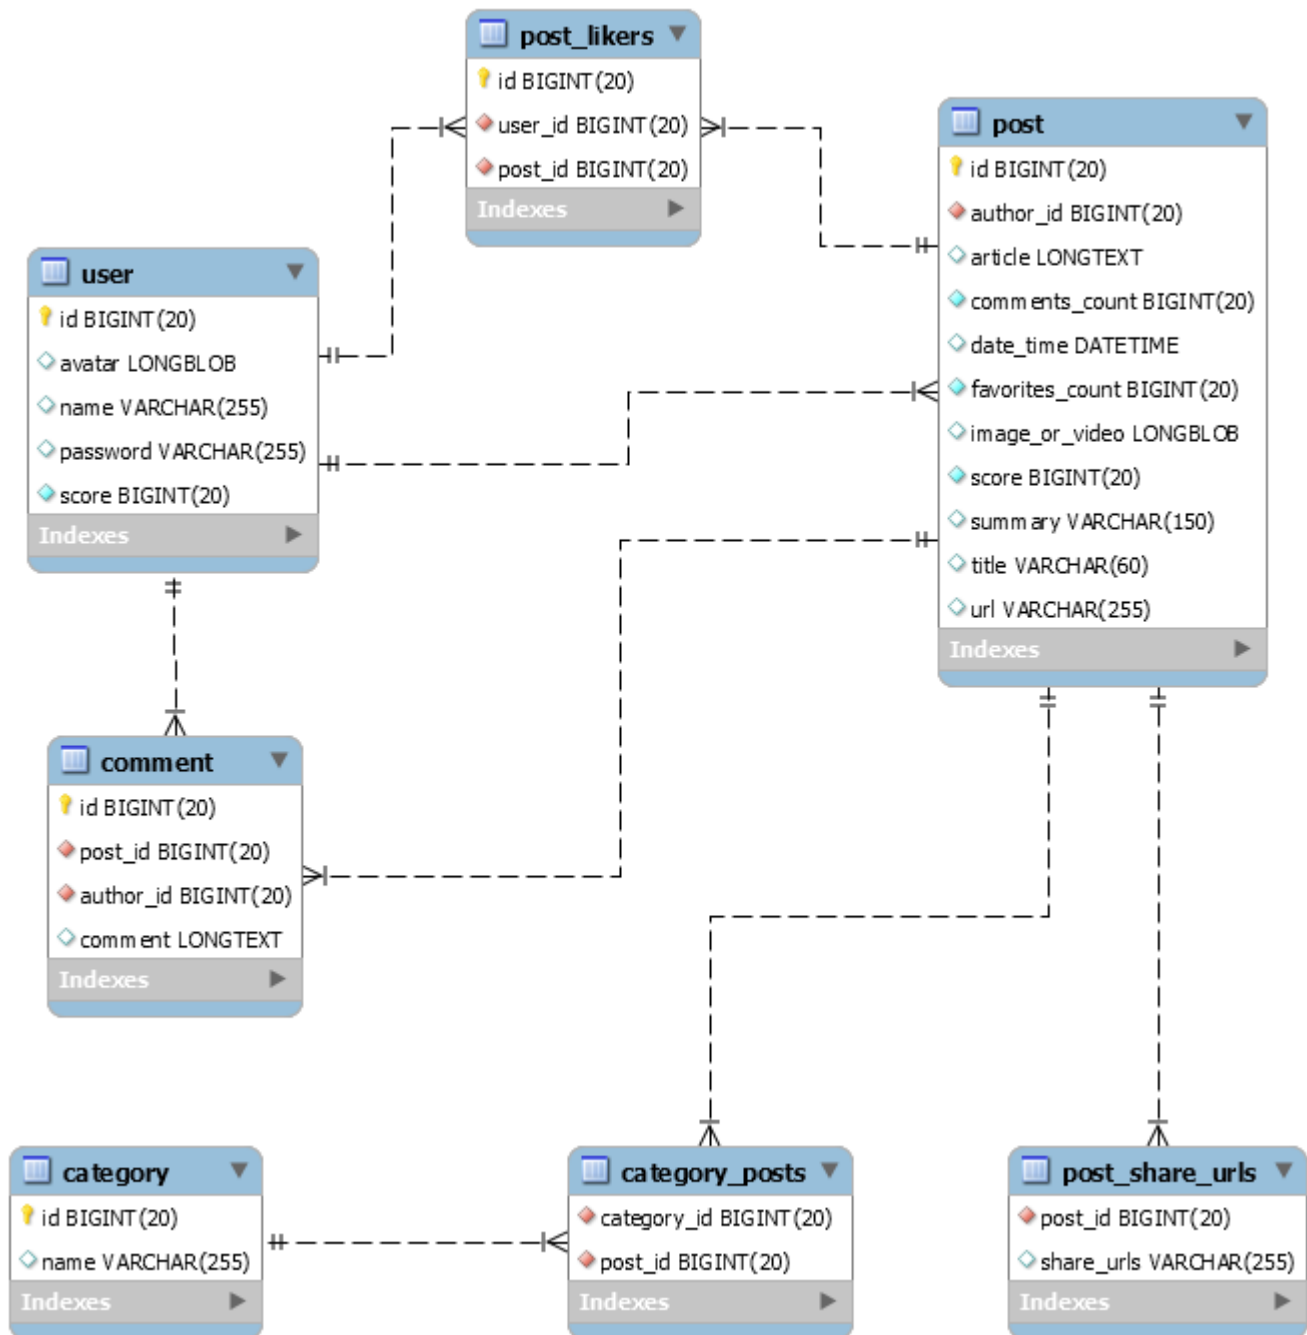 post_likers
id BIGINT(20)
user_id BIGINT(20)
post_id BIGINT(20)
Indexes
post
id BIGINT(20)
author_id BIGINT(20)
article LONGTEXT
comments_count BIGINT(20)
date_time DATETIME
favorites_count BIGINT(20)
image_or_video LONGBLOB
score BIGINT(20)
summary VARCHAR(150)
title VARCHAR(60)
url VARCHAR(255)
Indexes
user
id BIGINT(20)
avatar LONGBLOB
name VARCHAR(255)
password VARCHAR(255)
score BIGINT(20)
Indexes
comment
id BIGINT(20)
post_id BIGINT(20)
author_id BIGINT(20)
comment LONGTEXT
Indexes
category
id BIGINT(20)
name VARCHAR(255)
Indexes
category_posts
category_id BIGINT(20)
post_id BIGINT(20)
Indexes
post_share_urls
post_id BIGINT(20)
share_urls VARCHAR(255)
Indexes